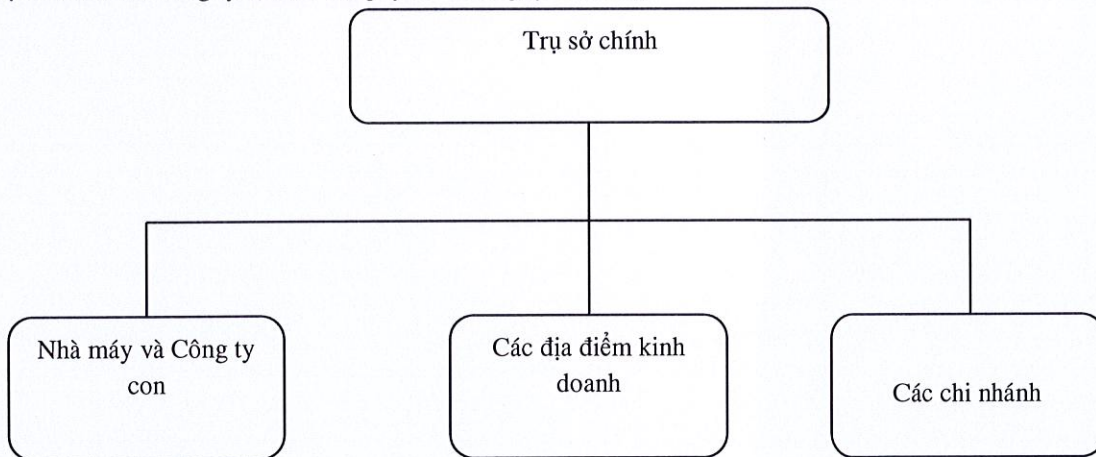 Trụ sở chính
Nhà máy và Công ty
con
Các địa điểm kinh
doanh
Các chi nhánh